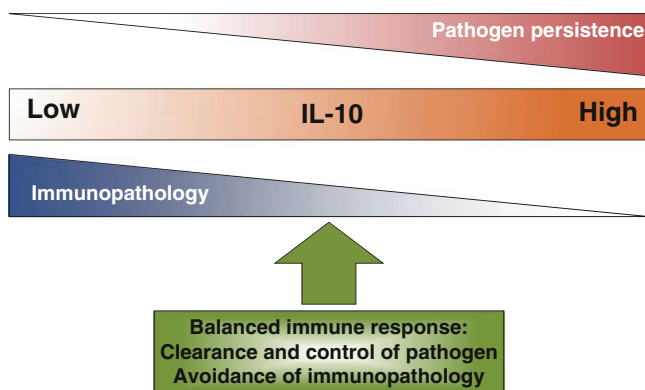 Pathogen persistence
Low IL-10 High
Immunopathology
Balanced immune response:
Clearance and control of pathogen
Avoidance of immunopathology